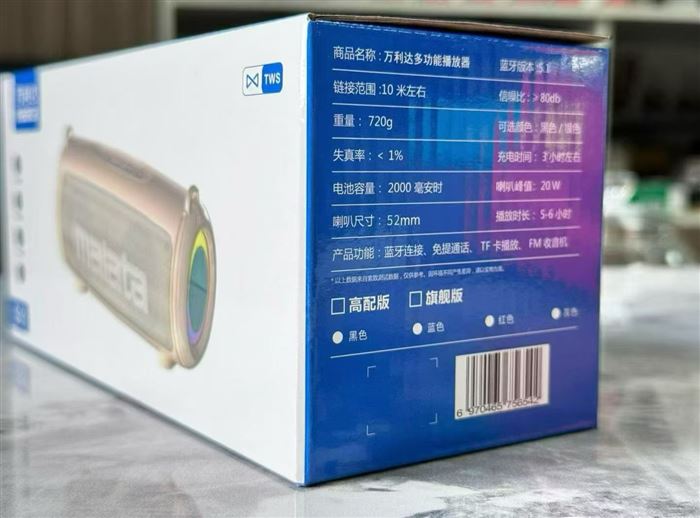 TWS
malata
商品名称：万利达多功能播放器
蓝牙版本：5.1
链接范围：10 米左右
信噪比：＞80db
重量： 720g
可选颜色：黑色 / 银色
失真率：＜ 1%
充电时间： 3 小时左右
电池容量： 2000 毫安时
喇叭峰值： 20 W
喇叭尺寸： 52mm
播放时长： 5-6 小时
产品功能：蓝牙连接、免提通话、TF 卡播放、FM 收音机
高配版
旗舰版
黑色
蓝色
红色
灰色
6 970465 756542